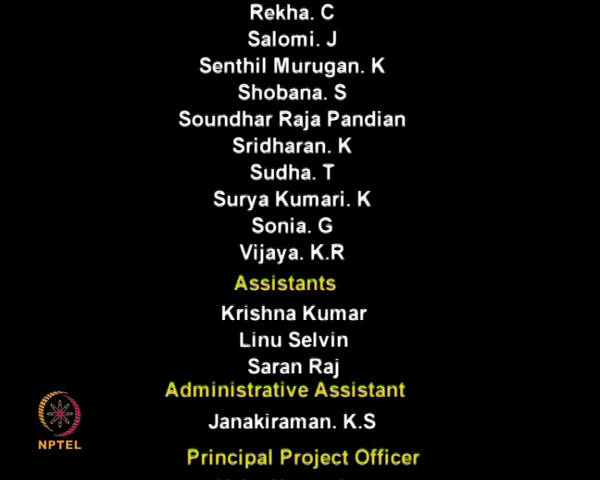 Rekha. C
Salomi. J
Senthil Murugan. K
Shobana. S
Soundhar Raja Pandian
Sridharan. K
Sudha. T
Surya Kumari. K
Sonia. G
Vijaya. K.R
Assistants
Krishna Kumar
Linu Selvin
Saran Raj
Administrative Assistant
Janakiraman. K.S
NPTEL
Principal Project Officer